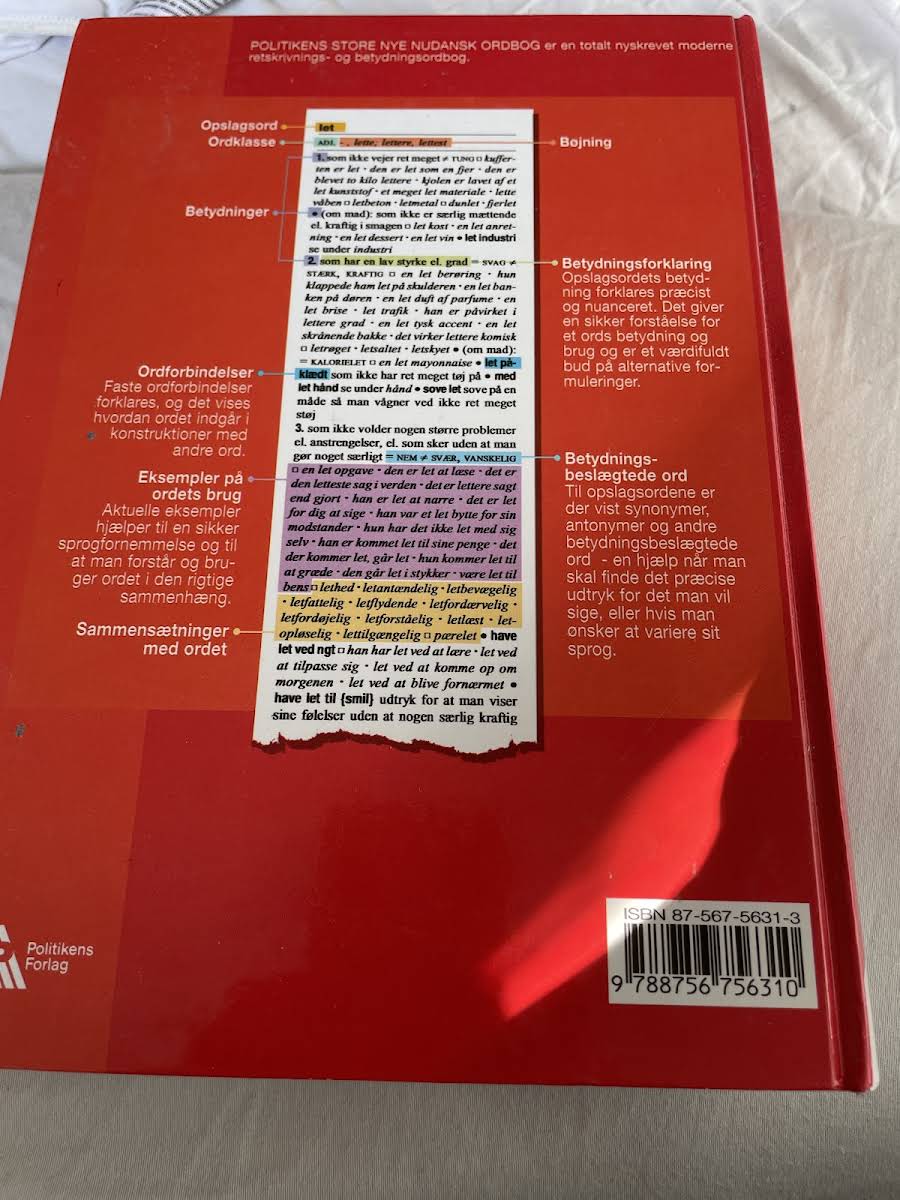 POLITIKENS STORE NYE NUDANSK ORDBOG er en totalt nyskrevet moderne
retskrivnings- og betydningsordbog.
Opslagsord
Ordklasse
Betydninger
Ordforbindelser
Faste ordforbindelser
forklares, og det vises
hvordan ordet indgår i
konstruktioner med
andre ord.
Eksempler på
ordets brug
Aktuelle eksempler
hjælper til en sikker
sprogfornemmelse og til
at man forstår og bru-
ger ordet i den rigtige
sammenhæng.
Sammensætninger
med ordet
let
ADJ. - , lette, lettere, lettest
1. som ikke vejer ret meget ≠ TUNG □ kuffer-
ten er let · den er let som en fjer · den er
blevet to kilo lettere · kjolen er lavet af et
let kunststof · et meget let materiale · lette
våben □ letbeton · letmetal □ dunlet · fjerlet
• (om mad): som ikke er særlig mættende
el. kraftig i smagen □ let kost · en let anret-
ning · en let dessert · en let vin • let industri
se under industri
2. som har en lav styrke el. grad = SVAG ≠
STÆRK, KRAFTIG □ en let berøring · hun
klappede ham let på skulderen · en let ban-
ken på døren · en let duft af parfume · en
let brise · let trafik · han er påvirket i
lettere grad · en let tysk accent · en let
skrånende bakke · det virker lettere komisk
□ letrøget · letsaltet · letskyet • (om mad):
= KALORIELET □ en let mayonnaise • let på-
klædt som ikke har ret meget tøj på • med
let hånd se under hånd • sove let sove på en
måde så man vågner ved ikke ret meget
støj
3. som ikke volder nogen større problemer
el. anstrengelser, el. som sker uden at man
gør noget særligt = NEM ≠ SVÆR, VANSKELIG
□ en let opgave · den er let at læse · det er
den letteste sag i verden · det er lettere sagt
end gjort · han er let at narre · det er let
for dig at sige · han var et let bytte for sin
modstander · hun har det ikke let med sig
selv · han er kommet let til sine penge · det
der kommer let, går let · hun kommer let til
at græde · den går let i stykker · være let til
bens □ lethed · letantændelig · letbevægelig
· letfattelig · letflydende · letfordærvelig ·
letfordøjelig · letforståelig · letlæst · let-
opløselig · lettilgængelig □ pærelet • have
let ved ngt □ han har let ved at lære · let ved
at tilpasse sig · let ved at komme op om
morgenen · let ved at blive fornærmet •
have let til {smil} udtryk for at man viser
sine følelser uden at nogen særlig kraftig
Bøjning
Betydningsforklaring
Opslagsordets betyd-
ning forklares præcist
og nuanceret. Det giver
en sikker forståelse for
et ords betydning og
brug og er et værdifuldt
bud på alternative for-
muleringer.
Betydnings-
beslægtede ord
Til opslagsordene er
der vist synonymer,
antonymer og andre
betydningsbeslægtede
ord - en hjælp når man
skal finde det præcise
udtryk for det man vil
sige, eller hvis man
ønsker at variere sit
sprog.
Politikens
Forlag
ISBN 87-567-5631-3
9 788756 756310